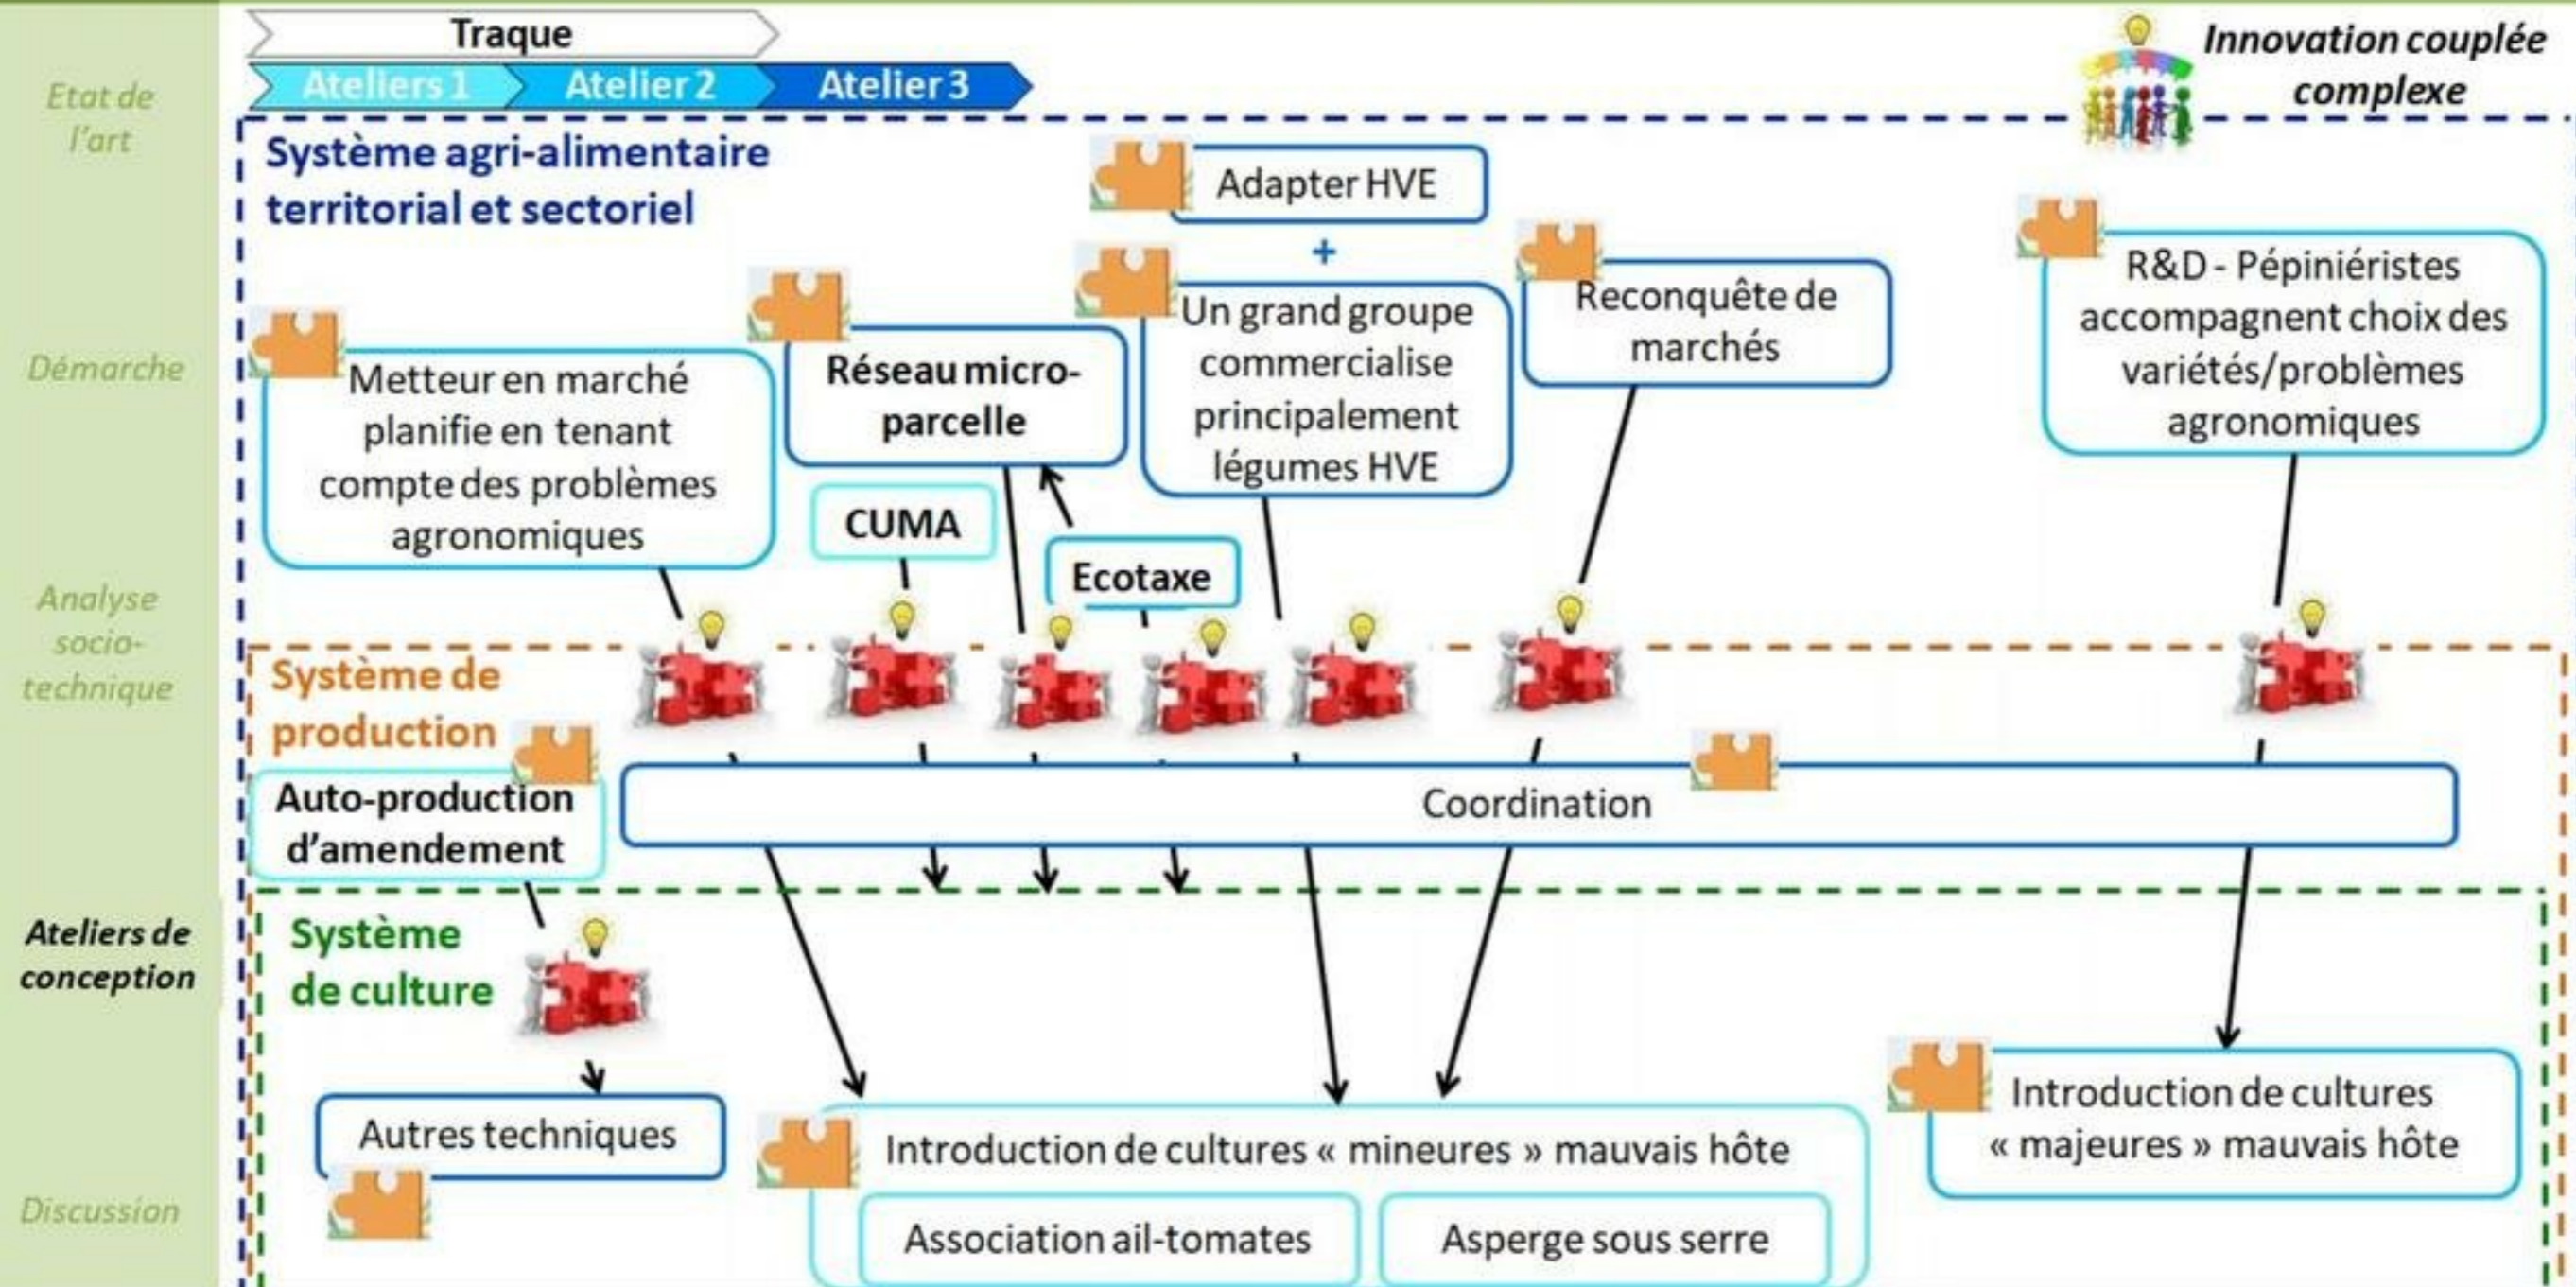 Traque
Ateliers 1
Atelier 2
Atelier 3
Innovation couplée
complexe
Etat de
l'art
Démarche
Analyse
socio-
technique
Ateliers de
conception
Discussion
Système agri-alimentaire
territorial et sectoriel
Adapter HVE
+
Un grand groupe
commercialise
principalement
légumes HVE
Reconquête de
marchés
R&D - Pépiniéristes
accompagnent choix des
variétés/problèmes
agronomiques
Metteur en marché
planifie en tenant
compte des problèmes
agronomiques
Réseau micro-
parcelle
CUMA
Ecotaxe
Système de
production
Auto-production
d'amendement
Coordination
Système
de culture
Autres techniques
Introduction de cultures « mineures » mauvais hôte
Association ail-tomates
Asperge sous serre
Introduction de cultures
« majeures » mauvais hôte